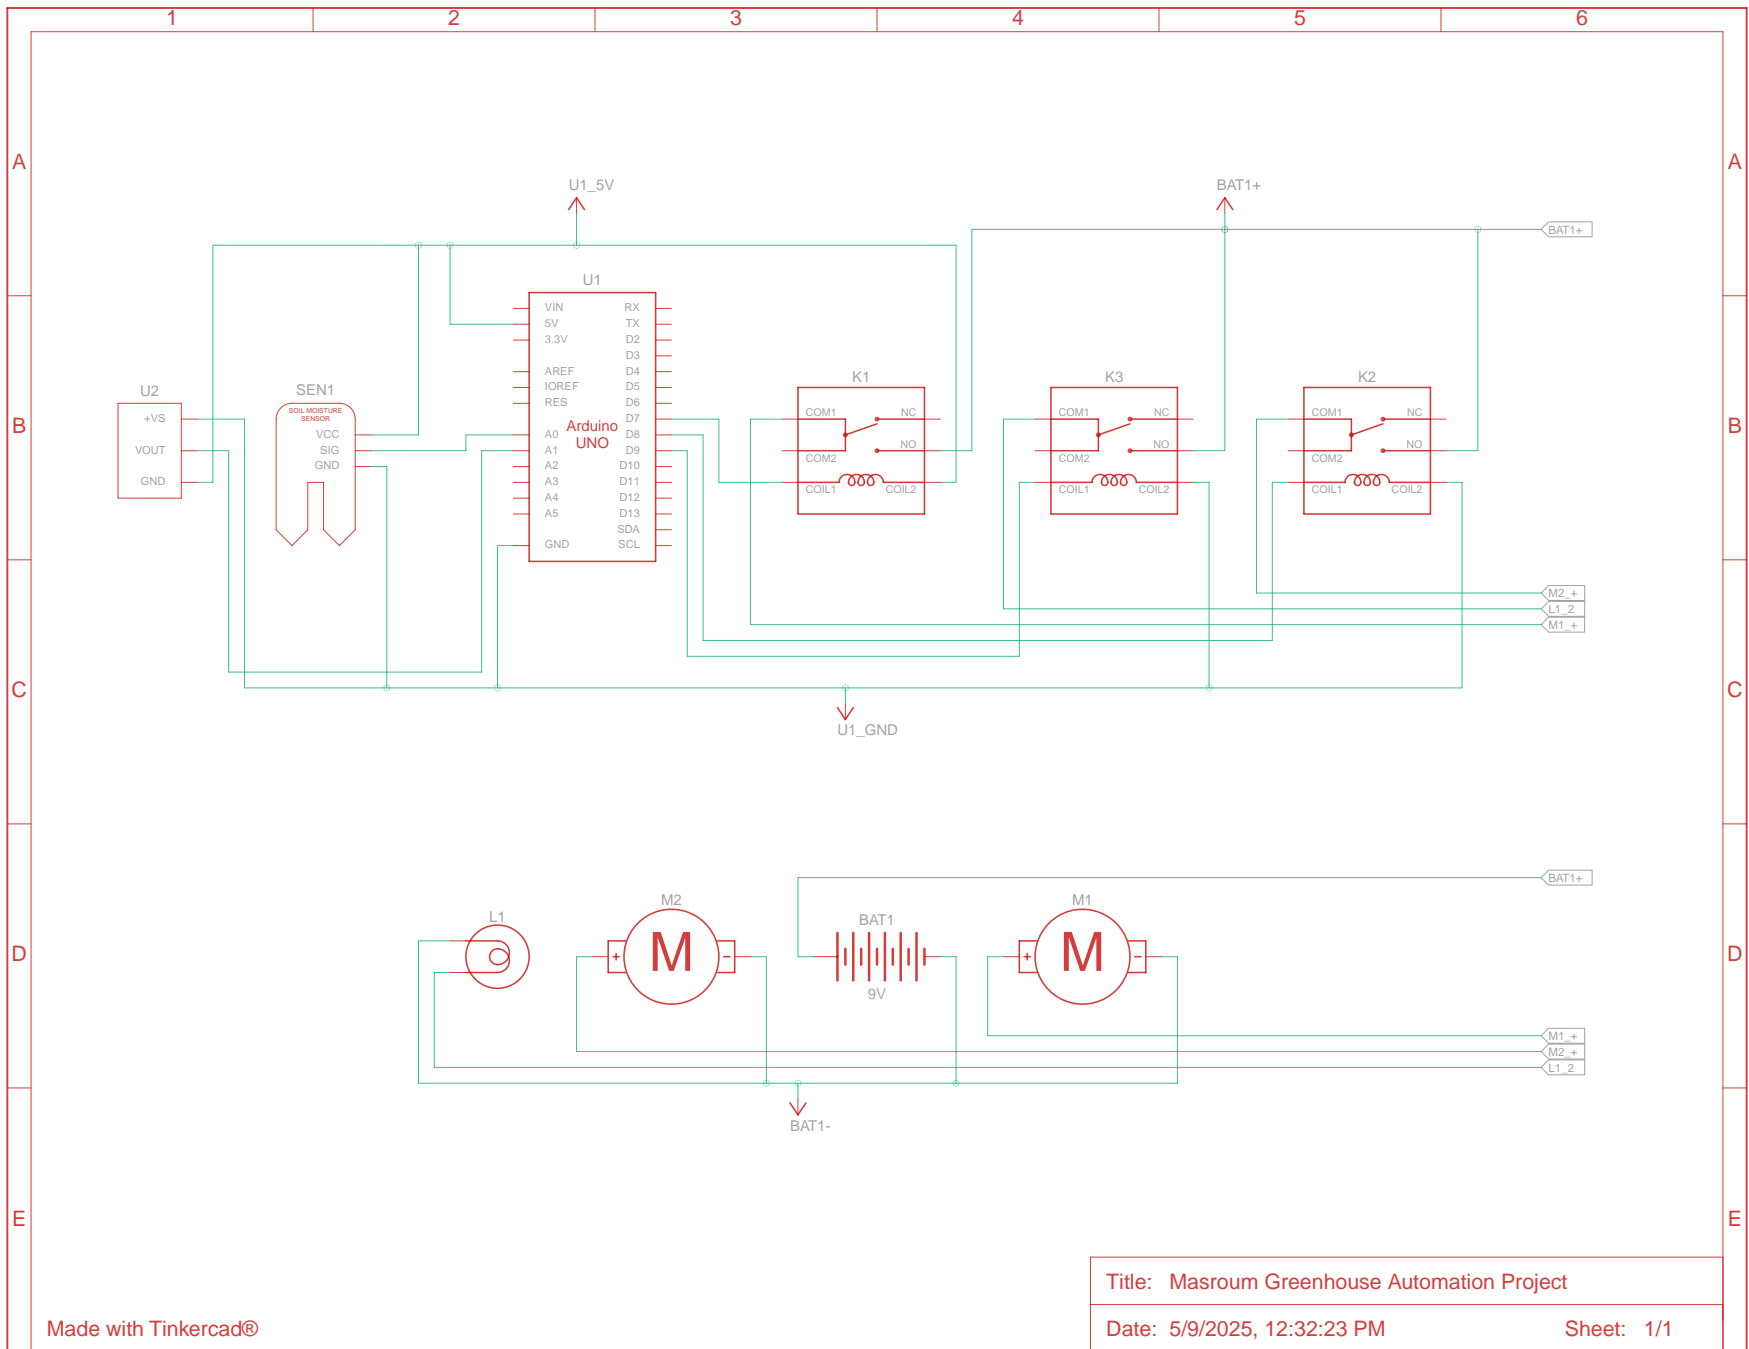 1 2 3 4 5 6
A A
U1_5V BAT1+
BAT1+
U1
VIN RX
5V TX
3.3V D2
D3
AREF D4
IOREF D5
RES D6
D7
A0 D8
A1 D9
A2 D10
A3 D11
A4 D12
A5 D13
SDA
GND SCL
Arduino
UNO
B B
U2
+VS
VOUT
GND
SEN1
SOIL MOISTURE
SENSOR
VCC
SIG
GND
K1
COM1 NC
NO
COM2
COIL1 COIL2
K3
COM1 NC
NO
COM2
COIL1 COIL2
K2
COM1 NC
NO
COM2
COIL1 COIL2
M2_+
L1_2
M1_+
C C
U1_GND
BAT1+
D D
L1
M2
+ M -
BAT1
9V
M1
+ M -
M1_+
M2_+
L1_2
BAT1-
E E
Title: Masroum Greenhouse Automation Project
Made with Tinkercad®
Date: 5/9/2025, 12:32:23 PM Sheet: 1/1